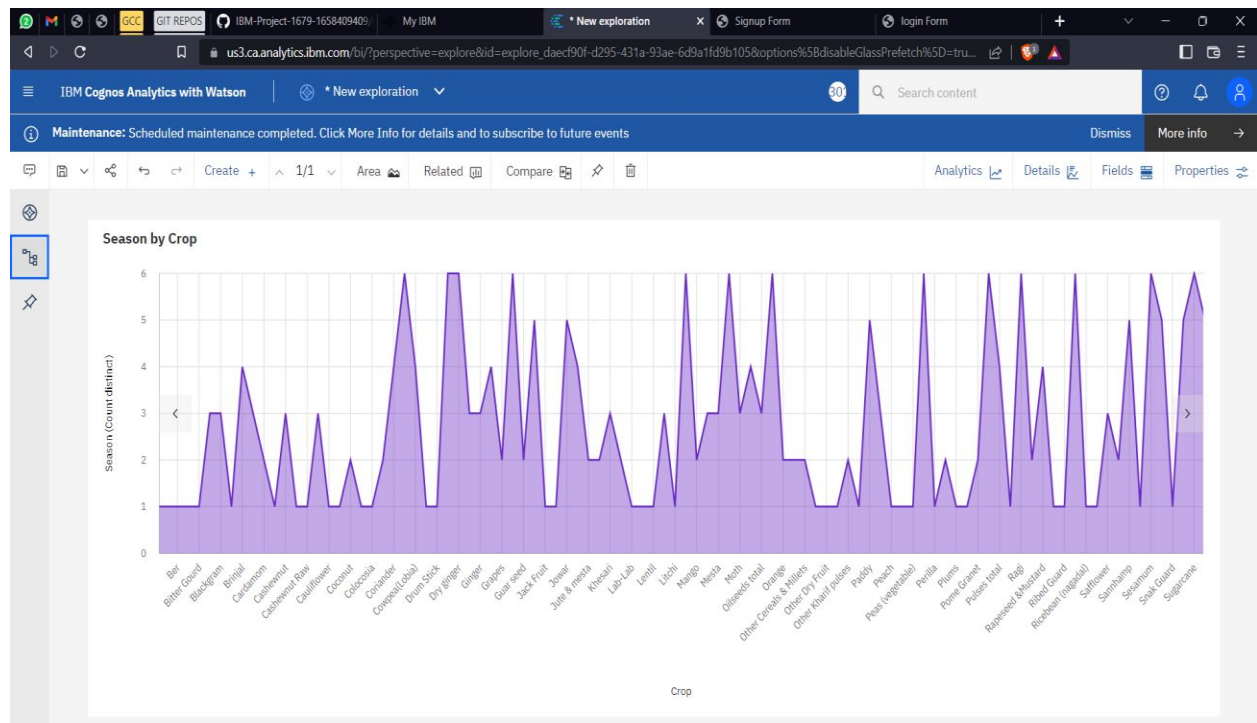 GCC GIT REPOS IBM-Project-1679-1658409409/ My IBM * New exploration X Signup Form login Form +
us3.ca.analytics.ibm.com/bi/?perspective=explore&id=explore_daecf90f-d295-431a-93ae-6d9a1fd9b105&options%5BdisableGlassPrefetch%5D=tru...
IBM Cognos Analytics with Watson * New exploration Search content
Maintenance: Scheduled maintenance completed. Click More Info for details and to subscribe to future events Dismiss More info →
Create + 1/1 Area Related Compare Analytics Details Fields Properties
Season by Crop
6
5
4
3
2
1
0
Season (Count distinct)
Ber
Bitter Gourd
Blackgram
Brinjal
Cardamom
Cashewnut
Cashewnut Raw
Cauliflower
Coconut
Colocosia
Coriander
Cowpea(Lobia)
Drum Stick
Dry ginger
Ginger
Grapes
Guar seed
Jack Fruit
Jowar
Jute & mesta
Khesari
Lab-Lab
Lentil
Litchi
Mango
Mesta
Moth
Oilseeds total
Orange
Other Cereals & Millets
Other Dry Fruit
Other Kharif pulses
Paddy
Peach
Peas (vegetable)
Perilla
Plums
Pome Granet
Pulses total
Ragi
Rapeseed &Mustard
Ribed Guard
Ricebean (nagadal)
Safflower
Sannhamp
Sesamum
Snak Guard
Sugarcane
Crop